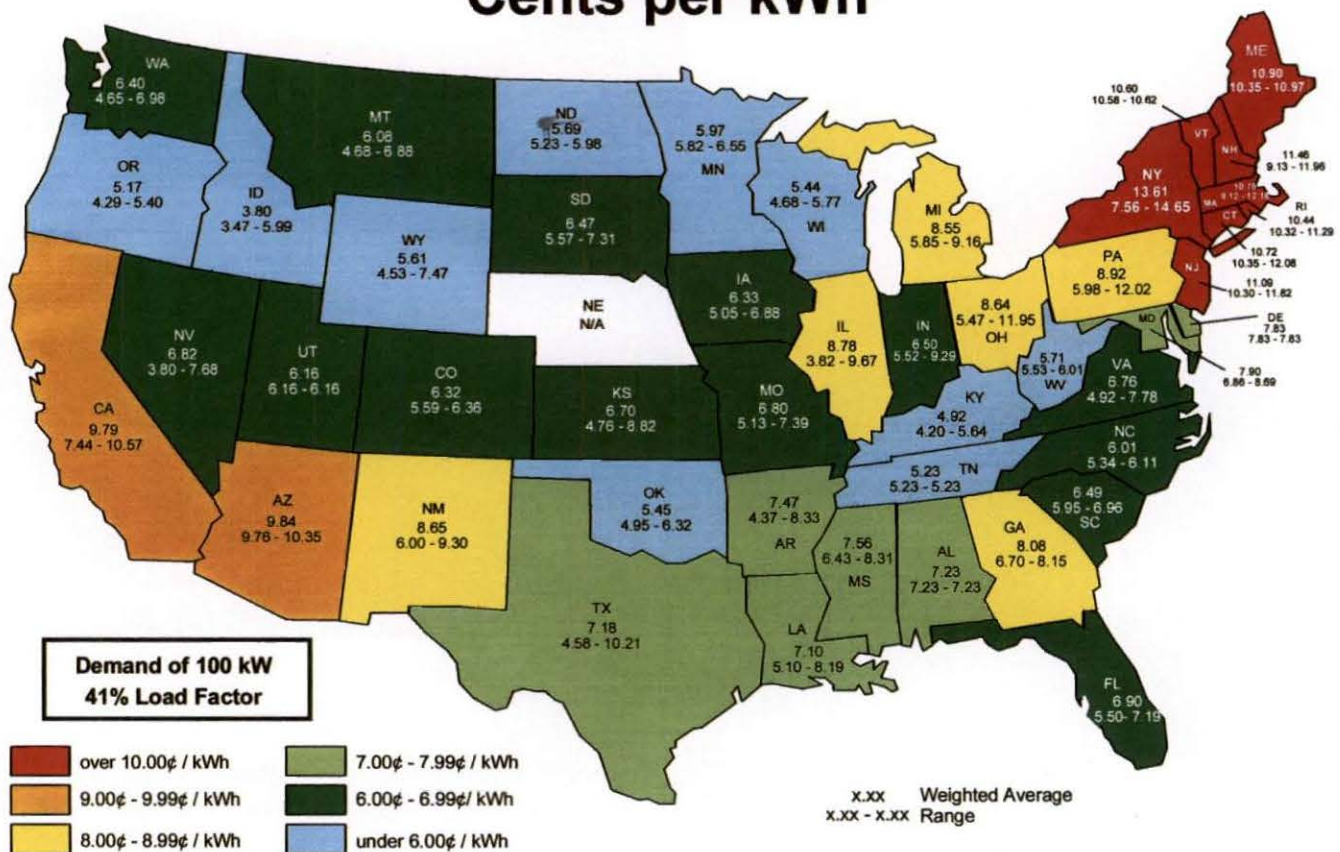 Cents per kWh
WA
6.40
4.65 - 6.98
MT
6.08
4.68 - 6.88
ND
5.69
5.23 - 5.98
5.97
5.82 - 6.55
MN
OR
5.17
4.29 - 5.40
ID
3.80
3.47 - 5.99
WY
5.61
4.53 - 7.47
SD
6.47
5.57 - 7.31
5.44
4.68 - 5.77
WI
MI
8.55
5.85 - 9.16
NY
13.61
7.56 - 14.65
10.60
10.58 - 10.62
VT
ME
10.90
10.35 - 10.97
NH
11.46
9.13 - 11.96
MA
CT
RI
10.44
10.32 - 11.29
10.72
10.35 - 12.08
NJ
11.09
10.30 - 11.82
PA
8.92
5.98 - 12.02
DE
7.83
7.83 - 7.83
MD
7.90
6.86 - 8.69
NV
6.82
3.80 - 7.68
UT
6.16
6.16 - 6.16
CO
6.32
5.59 - 6.36
NE
N/A
IA
6.33
5.05 - 6.88
IL
8.78
3.82 - 9.67
IN
6.50
5.52 - 9.29
8.64
5.47 - 11.95
OH
5.71
5.53 - 6.01
WV
VA
6.76
4.92 - 7.78
CA
9.79
7.44 - 10.57
KS
6.70
4.76 - 8.82
MO
6.80
5.13 - 7.39
KY
4.92
4.20 - 5.64
NC
6.01
5.34 - 6.11
5.23 TN
5.23 - 5.23
6.49
5.95 - 6.96
SC
AZ
9.84
9.76 - 10.35
NM
8.65
6.00 - 9.30
OK
5.45
4.95 - 6.32
7.47
4.37 - 8.33
AR
7.56
6.43 - 8.31
MS
AL
7.23
7.23 - 7.23
GA
8.08
6.70 - 8.15
TX
7.18
4.58 - 10.21
LA
7.10
5.10 - 8.19
FL
6.90
5.50- 7.19
Demand of 100 kW
41% Load Factor
over 10.00¢ / kWh
9.00¢ - 9.99¢ / kWh
8.00¢ - 8.99¢ / kWh
7.00¢ - 7.99¢ / kWh
6.00¢ - 6.99¢/ kWh
under 6.00¢ / kWh
x.xx Weighted Average
x.xx - x.xx Range